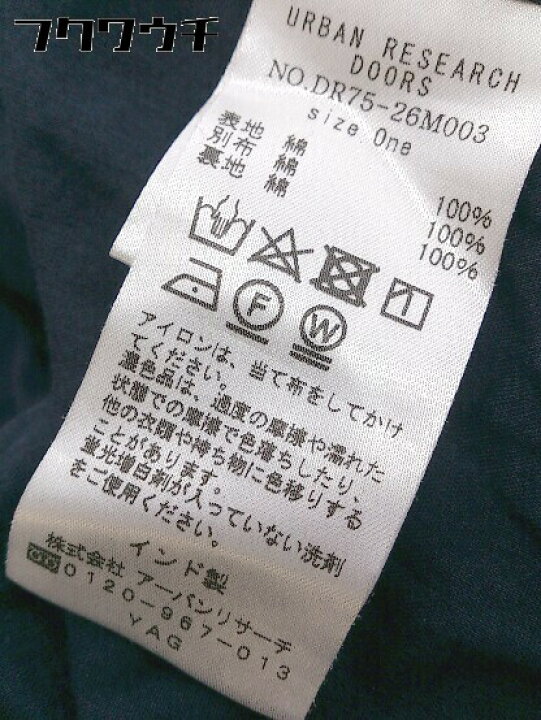 フクワウチ
URBAN RESEARCH
DOORS
NO.DR75-26M003
size One
表地 綿 100%
別布 綿 100%
裏地 綿 100%
F
W
アイロンは、当て布をしてかけ
てください。
濃色品は、過度の摩擦や濡れた
状態での摩擦で色落ちしたり、
他の衣類や持ち物に色移りする
ことがあります。
蛍光増白剤が入っていない洗剤
をご使用ください。
インド製
株式会社 アーバンリサーチ
0120-967-013
YAG